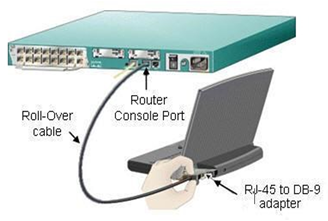 Router
Console Port
Roll-Over
cable
RJ-45 to DB-9
adapter